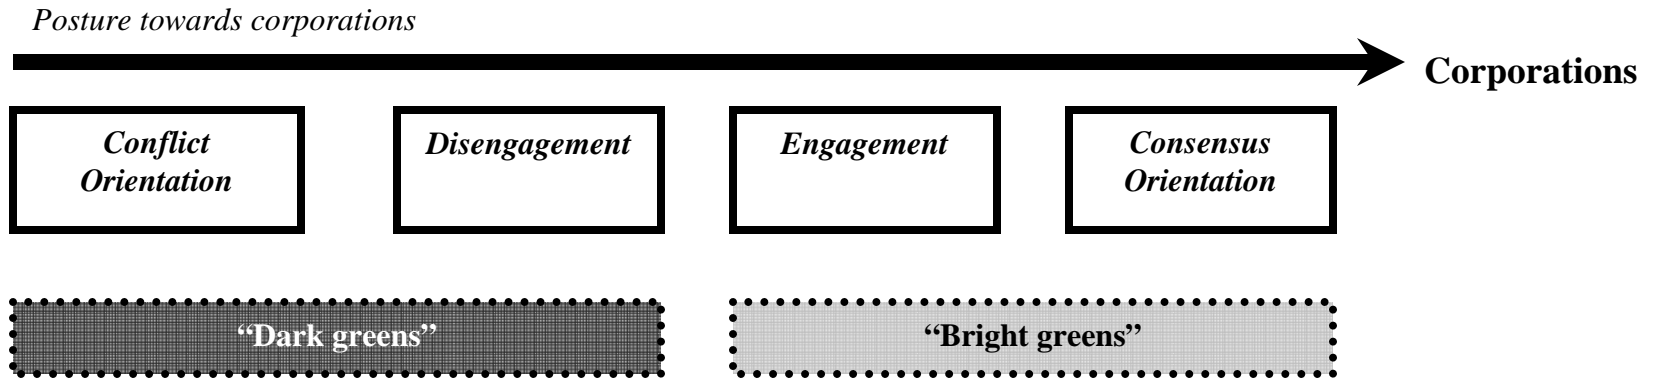 Posture towards corporations
Corporations
Conflict
Orientation
Disengagement
Engagement
Consensus
Orientation
“Dark greens”
“Bright greens”